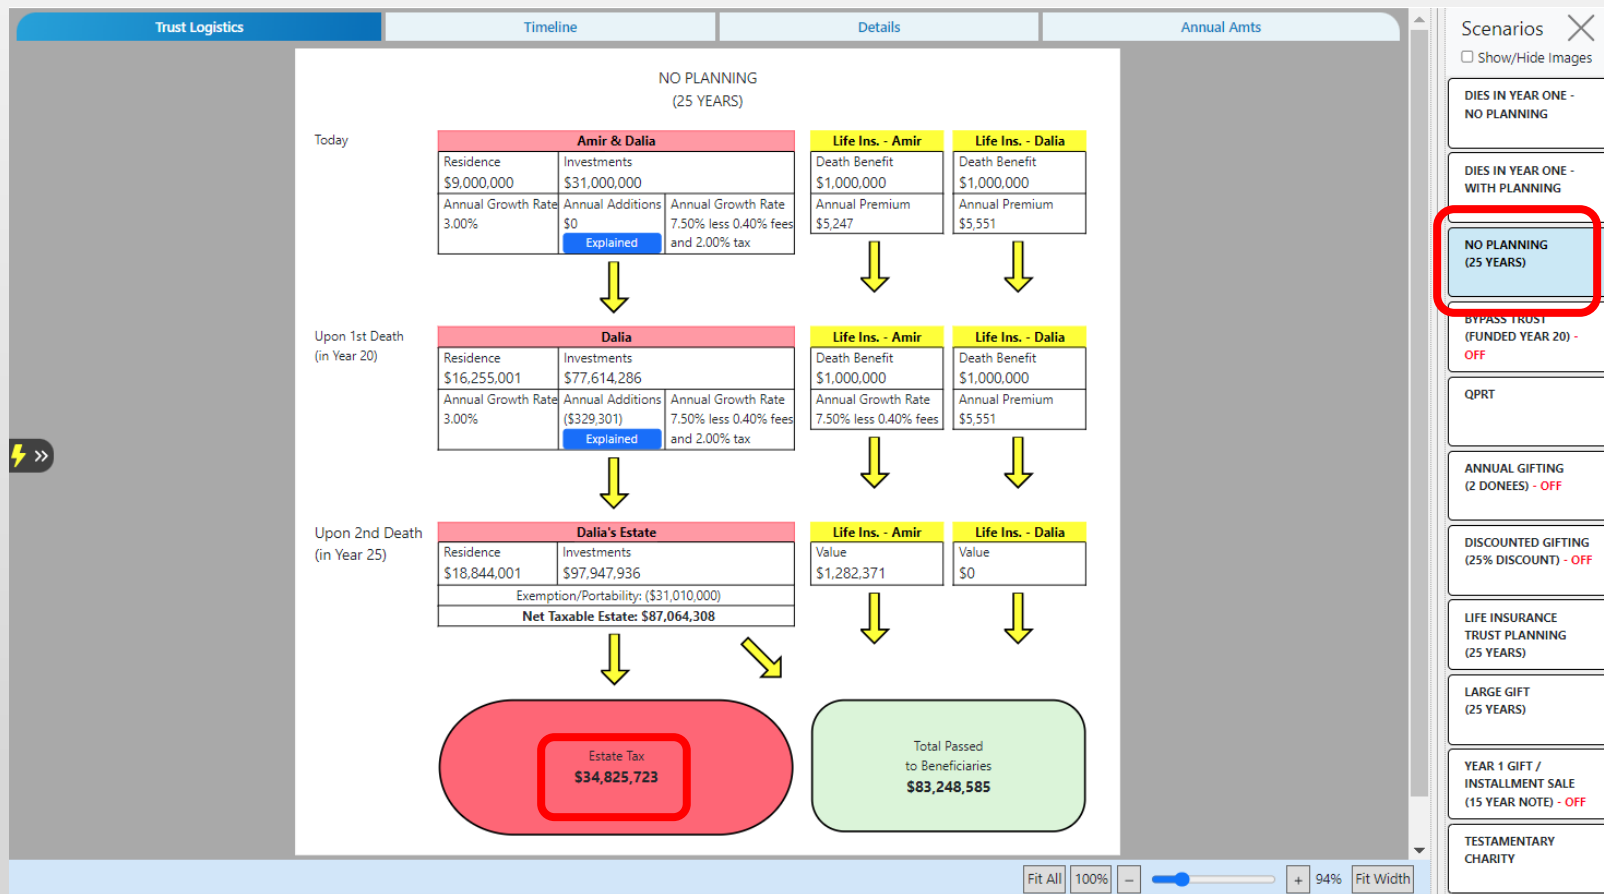 Trust Logistics
Timeline
Details
Annual Amts
NO PLANNING
(25 YEARS)
Today
Amir & Dalia
Residence
$9,000,000
Investments
$31,000,000
Annual Growth Rate
3.00%
Annual Additions
$0
Explained
Annual Growth Rate
7.50% less 0.40% fees
and 2.00% tax
Life Ins. - Amir
Death Benefit
$1,000,000
Annual Premium
$5,247
Life Ins. - Dalia
Death Benefit
$1,000,000
Annual Premium
$5,551
Upon 1st Death
(in Year 20)
Dalia
Residence
$16,255,001
Investments
$77,614,286
Annual Growth Rate
3.00%
Annual Additions
($329,301)
Explained
Annual Growth Rate
7.50% less 0.40% fees
and 2.00% tax
Life Ins. - Amir
Death Benefit
$1,000,000
Annual Growth Rate
7.50% less 0.40% fees
Life Ins. - Dalia
Death Benefit
$1,000,000
Annual Premium
$5,551
Upon 2nd Death
(in Year 25)
Dalia's Estate
Residence
$18,844,001
Investments
$97,947,936
Exemption/Portability: ($31,010,000)
Net Taxable Estate: $87,064,308
Life Ins. - Amir
Value
$1,282,371
Life Ins. - Dalia
Value
$0
Estate Tax
$34,825,723
Total Passed
to Beneficiaries
$83,248,585
Fit All
100%
–
+
94%
Fit Width
Scenarios
Show/Hide Images
DIES IN YEAR ONE -
NO PLANNING
DIES IN YEAR ONE -
WITH PLANNING
NO PLANNING
(25 YEARS)
BYPASS TRUST
(FUNDED YEAR 20) -
OFF
QPRT
ANNUAL GIFTING
(2 DONEES) - OFF
DISCOUNTED GIFTING
(25% DISCOUNT) - OFF
LIFE INSURANCE
TRUST PLANNING
(25 YEARS)
LARGE GIFT
(25 YEARS)
YEAR 1 GIFT /
INSTALLMENT SALE
(15 YEAR NOTE) - OFF
TESTAMENTARY
CHARITY